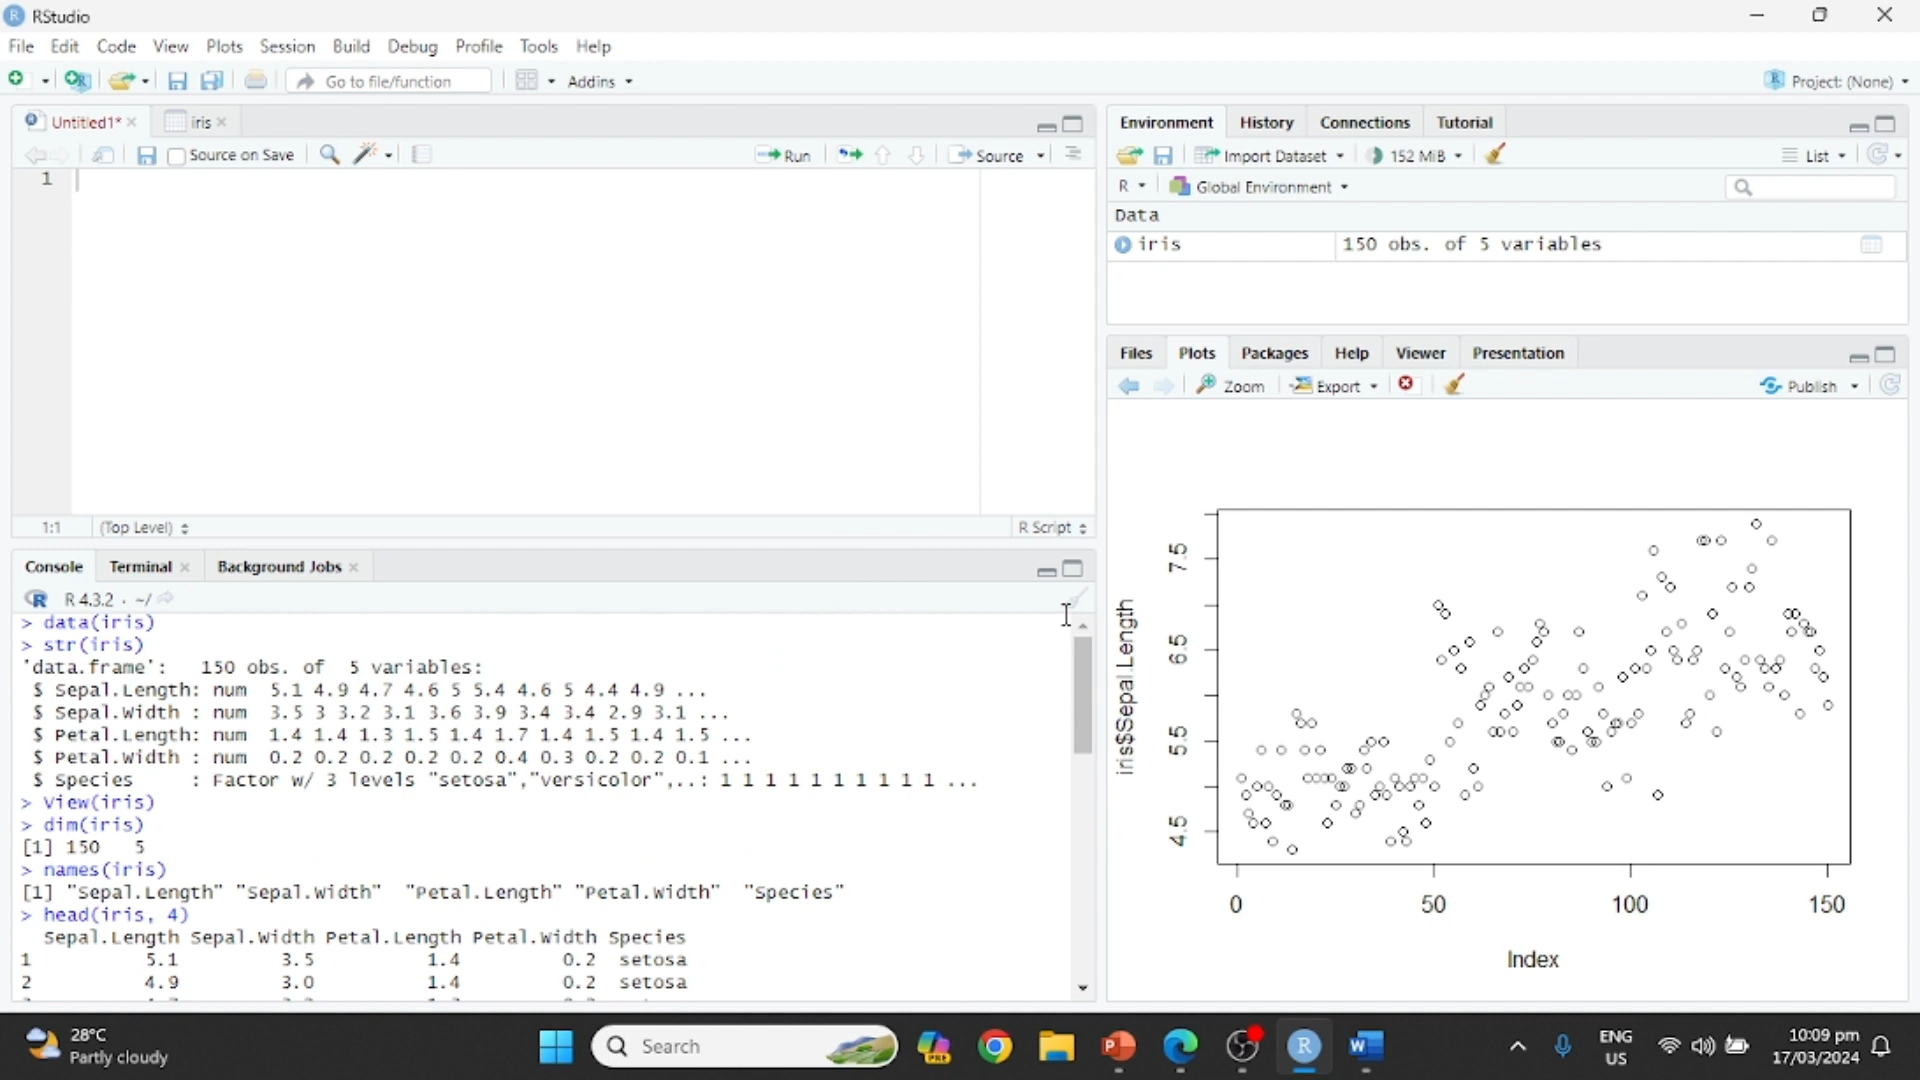 RStudio
File Edit Code View Plots Session Build Debug Profile Tools Help
Go to file/function Addins Project: (None)
Untitled1* iris
Source on Save Run Source
1
1:1 (Top Level) R Script
Console Terminal Background Jobs
R 4.3.2 · ~/
> data(iris)
> str(iris)
'data.frame': 150 obs. of 5 variables:
$ Sepal.Length: num 5.1 4.9 4.7 4.6 5 5.4 4.6 5 4.4 4.9 ...
$ Sepal.Width : num 3.5 3 3.2 3.1 3.6 3.9 3.4 3.4 2.9 3.1 ...
$ Petal.Length: num 1.4 1.4 1.3 1.5 1.4 1.7 1.4 1.5 1.4 1.5 ...
$ Petal.Width : num 0.2 0.2 0.2 0.2 0.2 0.4 0.3 0.2 0.2 0.1 ...
$ Species : Factor w/ 3 levels "setosa","versicolor",..: 1 1 1 1 1 1 1 1 1 1 ...
> View(iris)
> dim(iris)
[1] 150 5
> names(iris)
[1] "Sepal.Length" "Sepal.Width" "Petal.Length" "Petal.Width" "Species"
> head(iris, 4)
Sepal.Length Sepal.Width Petal.Length Petal.Width Species
1 5.1 3.5 1.4 0.2 setosa
2 4.9 3.0 1.4 0.2 setosa
Environment History Connections Tutorial
Import Dataset 152 MiB List
R Global Environment
Data
iris 150 obs. of 5 variables
Files Plots Packages Help Viewer Presentation
Zoom Export Publish
iris$Sepal.Length
7.5
6.5
5.5
4.5
0 50 100 150
Index
28°C
Partly cloudy
Search
PRE
ENG
US
10:09 pm
17/03/2024